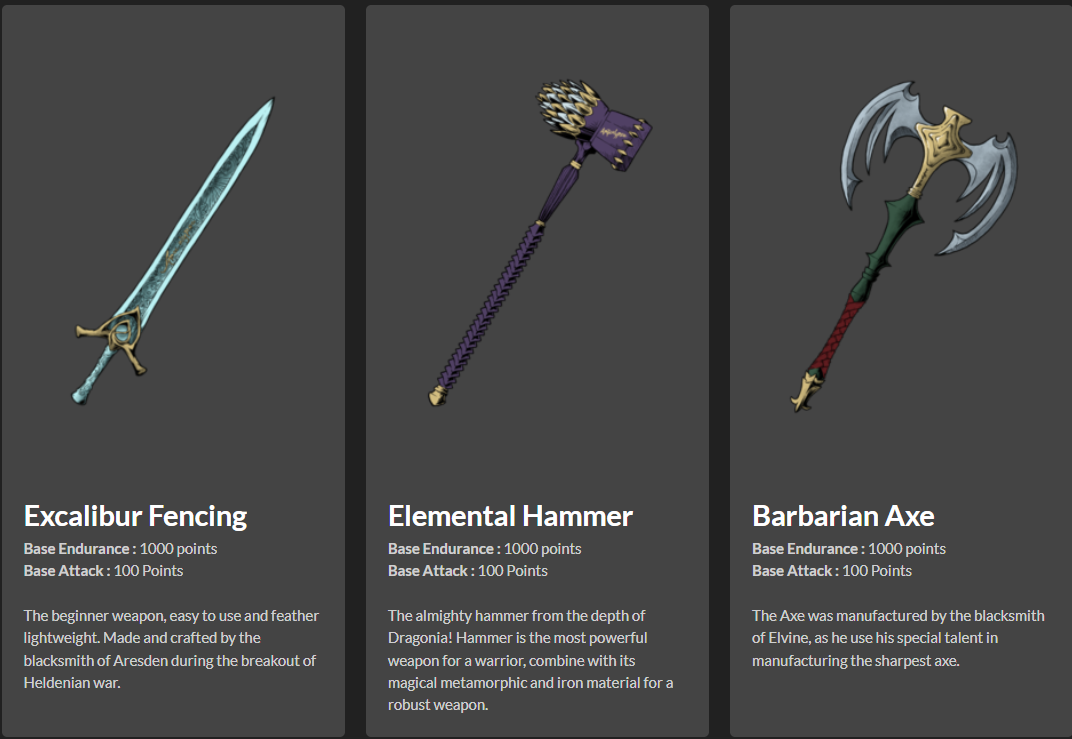 Excalibur Fencing
Base Endurance : 1000 points
Base Attack : 100 Points
The beginner weapon, easy to use and feather
lightweight. Made and crafted by the
blacksmith of Aresden during the breakout of
Heldenian war.
Elemental Hammer
Base Endurance : 1000 points
Base Attack : 100 Points
The almighty hammer from the depth of
Dragonia! Hammer is the most powerful
weapon for a warrior, combine with its
magical metamorphic and iron material for a
robust weapon.
Barbarian Axe
Base Endurance : 1000 points
Base Attack : 100 Points
The Axe was manufactured by the blacksmith
of Elvine, as he use his special talent in
manufacturing the sharpest axe.